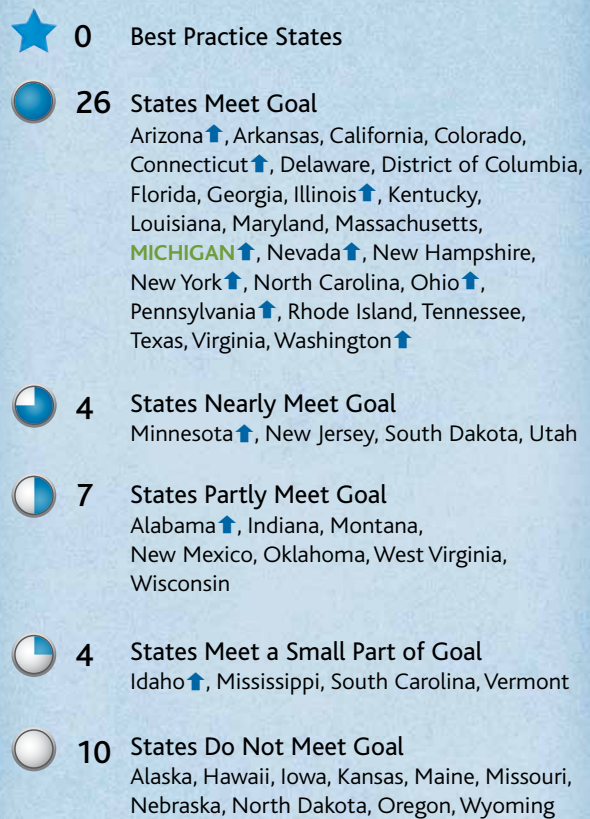 0 Best Practice States
26 States Meet Goal
Arizona⬆, Arkansas, California, Colorado,
Connecticut⬆, Delaware, District of Columbia,
Florida, Georgia, Illinois⬆, Kentucky,
Louisiana, Maryland, Massachusetts,
MICHIGAN⬆, Nevada⬆, New Hampshire,
New York⬆, North Carolina, Ohio⬆,
Pennsylvania⬆, Rhode Island, Tennessee,
Texas, Virginia, Washington⬆
4 States Nearly Meet Goal
Minnesota⬆, New Jersey, South Dakota, Utah
7 States Partly Meet Goal
Alabama⬆, Indiana, Montana,
New Mexico, Oklahoma, West Virginia,
Wisconsin
4 States Meet a Small Part of Goal
Idaho⬆, Mississippi, South Carolina, Vermont
10 States Do Not Meet Goal
Alaska, Hawaii, Iowa, Kansas, Maine, Missouri,
Nebraska, North Dakota, Oregon, Wyoming